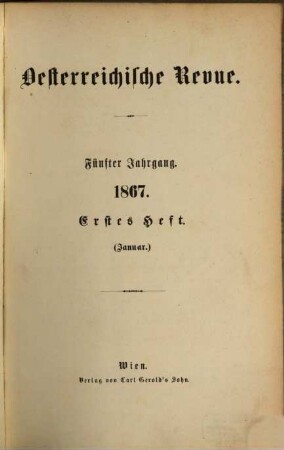 Oesterreichische Revue.
Fünfter Jahrgang.
1867.
Erstes Heft.
(Januar.)
Wien.
Verlag von Carl Gerold's Sohn.